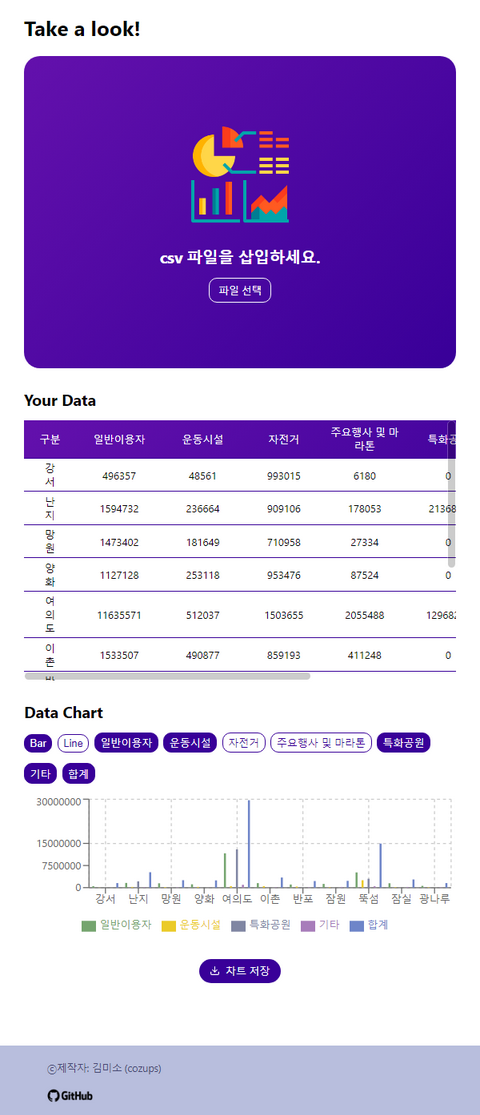 Take a look!
csv 파일을 삽입하세요.
파일 선택
Your Data
구분 일반이용자 운동시설 자전거 주요행사 및 마라톤 특화공
강서 496357 48561 993015 6180 0
난지 1594732 236664 909106 178053 21368
망원 1473402 181649 710958 27334 0
양화 1127128 253118 953476 87524 0
여의도 11635571 512037 1503655 2055488 129682
이촌 1533507 490877 859193 411248 0
Data Chart
Bar Line 일반이용자 운동시설 자전거 주요행사 및 마라톤 특화공원
기타 합계
30000000
15000000
7500000
0
강서 난지 망원 양화 여의도 이촌 반포 잠원 뚝섬 잠실 광나루
일반이용자 운동시설 특화공원 기타 합계
차트 저장
ⓒ제작자: 김미소 (cozups)
GitHub